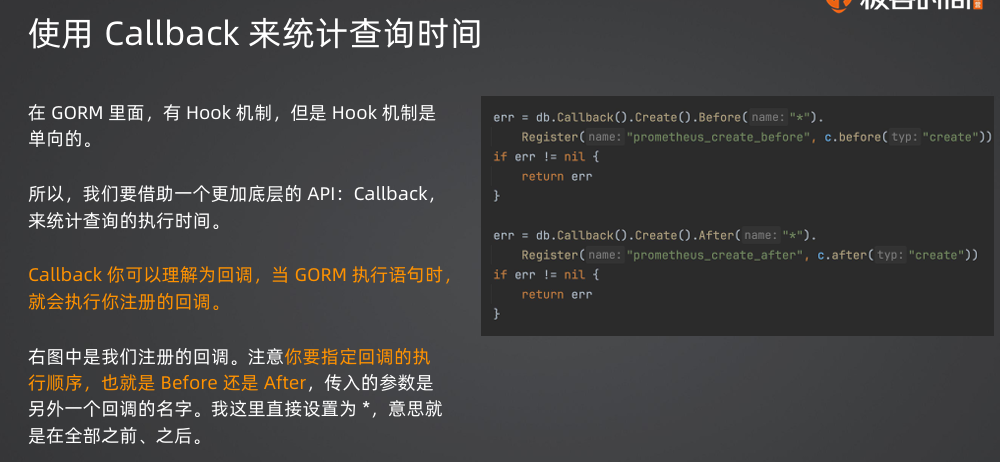 使用 Callback 来统计查询时间
在 GORM 里面，有 Hook 机制，但是 Hook 机制是
单向的。
所以，我们要借助一个更加底层的 API：Callback，
来统计查询的执行时间。
Callback 你可以理解为回调，当 GORM 执行语句时，
就会执行你注册的回调。
右图中是我们注册的回调。注意你要指定回调的执
行顺序，也就是 Before 还是 After，传入的参数是
另外一个回调的名字。我这里直接设置为 *，意思就
是在全部之前、之后。
err = db.Callback().Create().Before( name: "*").
Register( name: "prometheus_create_before", c.before( typ: "create"))
if err != nil {
return err
}
err = db.Callback().Create().After( name: "*").
Register( name: "prometheus_create_after", c.after( typ: "create"))
if err != nil {
return err
}